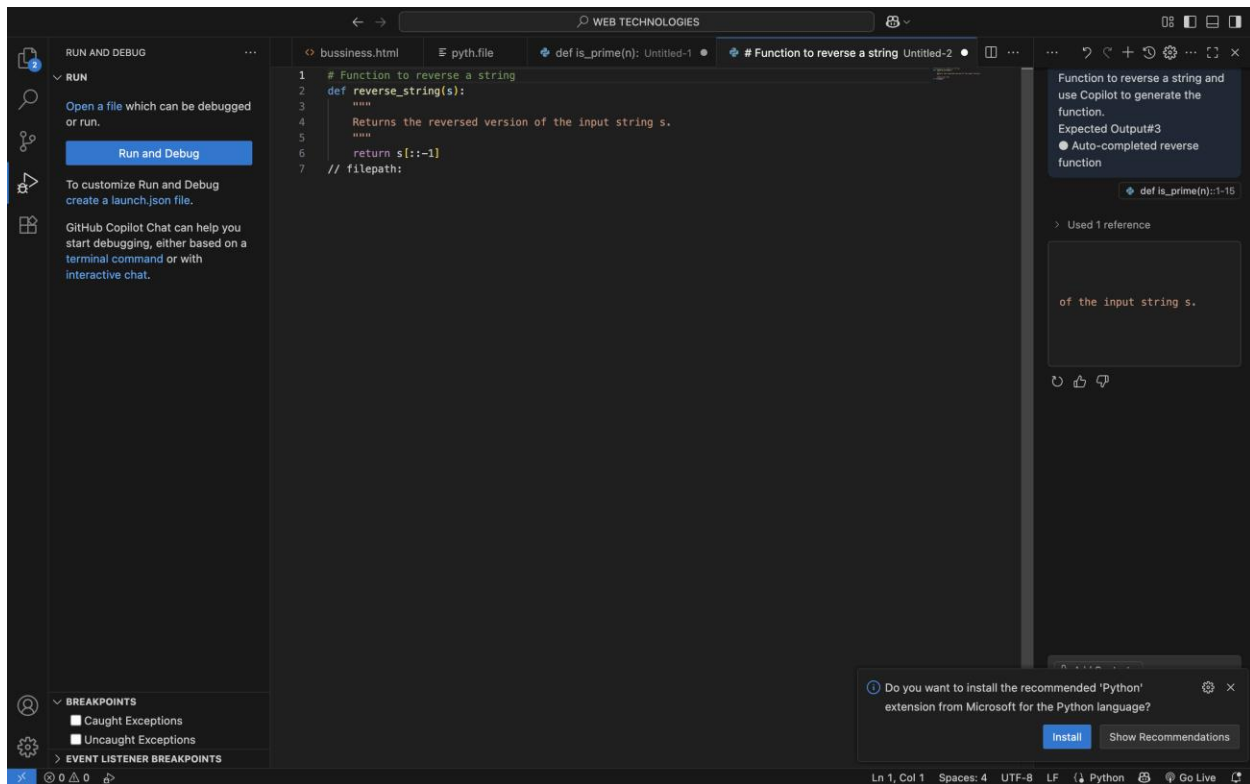 WEB TECHNOLOGIES
2
RUN AND DEBUG
RUN
Open a file which can be debugged
or run.
Run and Debug
To customize Run and Debug
create a launch.json file.
GitHub Copilot Chat can help you
start debugging, either based on a
terminal command or with
interactive chat.
BREAKPOINTS
Caught Exceptions
Uncaught Exceptions
EVENT LISTENER BREAKPOINTS
bussiness.html
pyth.file
def is_prime(n): Untitled-1
# Function to reverse a string Untitled-2
1 # Function to reverse a string
2 def reverse_string(s):
3 """
4 Returns the reversed version of the input string s.
5 """
6 return s[::-1]
7 // filepath:
Function to reverse a string and
use Copilot to generate the
function.
Expected Output#3
● Auto-completed reverse
function
def is_prime(n)::1-15
Used 1 reference
of the input string s.
Do you want to install the recommended 'Python'
extension from Microsoft for the Python language?
Install
Show Recommendations
0 0
Ln 1, Col 1 Spaces: 4 UTF-8 LF Python Go Live